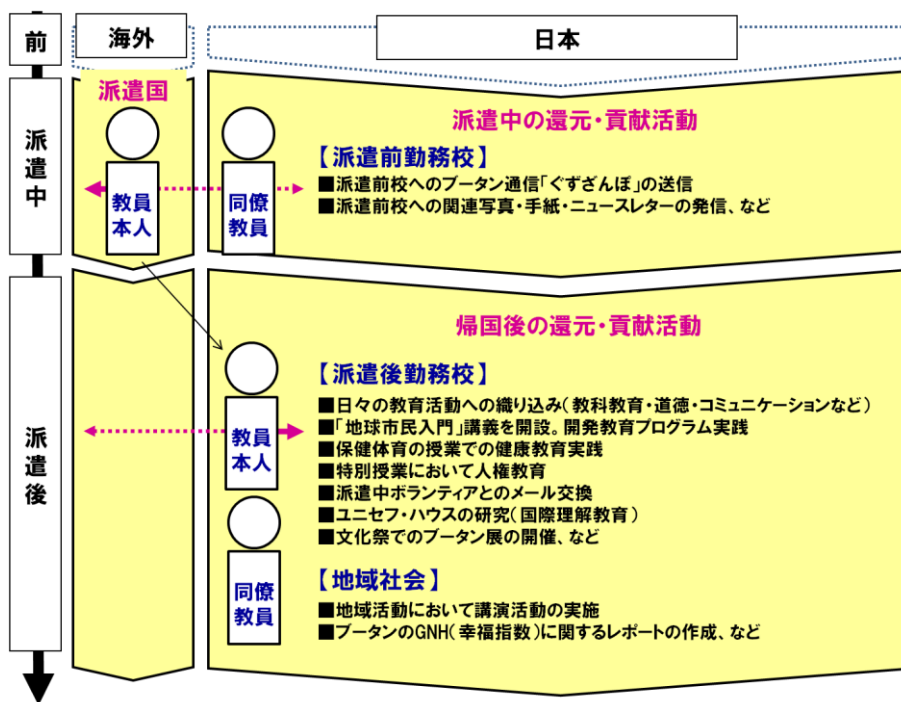 前
海外
日本
派遣中
派遣国
教員
本人
同僚
教員
派遣中の還元・貢献活動
【派遣前勤務校】
■派遣前校へのブータン通信「ぐずざんぽ」の送信
■派遣前校への関連写真・手紙・ニュースレターの発信、など
派遣後
帰国後の還元・貢献活動
【派遣後勤務校】
■日々の教育活動への織り込み(教科教育・道徳・コミュニケーションなど)
■「地球市民入門」講義を開設。開発教育プログラム実践
■保健体育の授業での健康教育実践
■特別授業において人権教育
■派遣中ボランティアとのメール交換
■ユニセフ・ハウスの研究(国際理解教育)
■文化祭でのブータン展の開催、など
教員
本人
同僚
教員
【地域社会】
■地域活動において講演活動の実施
■ブータンのGNH(幸福指数)に関するレポートの作成、など